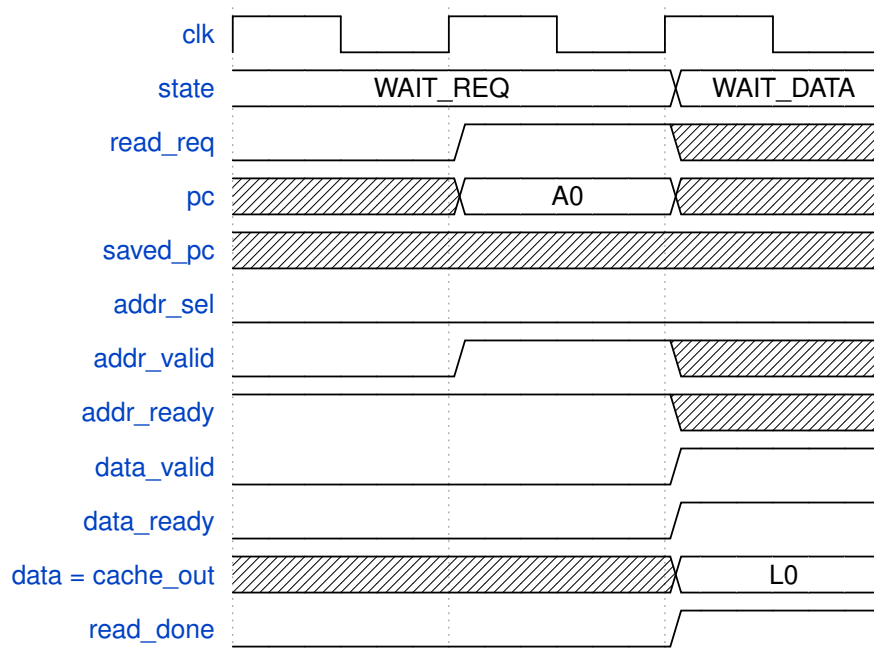 clk
state WAIT_REQ WAIT_DATA
read_req
pc A0
saved_pc
addr_sel
addr_valid
addr_ready
data_valid
data_ready
data = cache_out L0
read_done